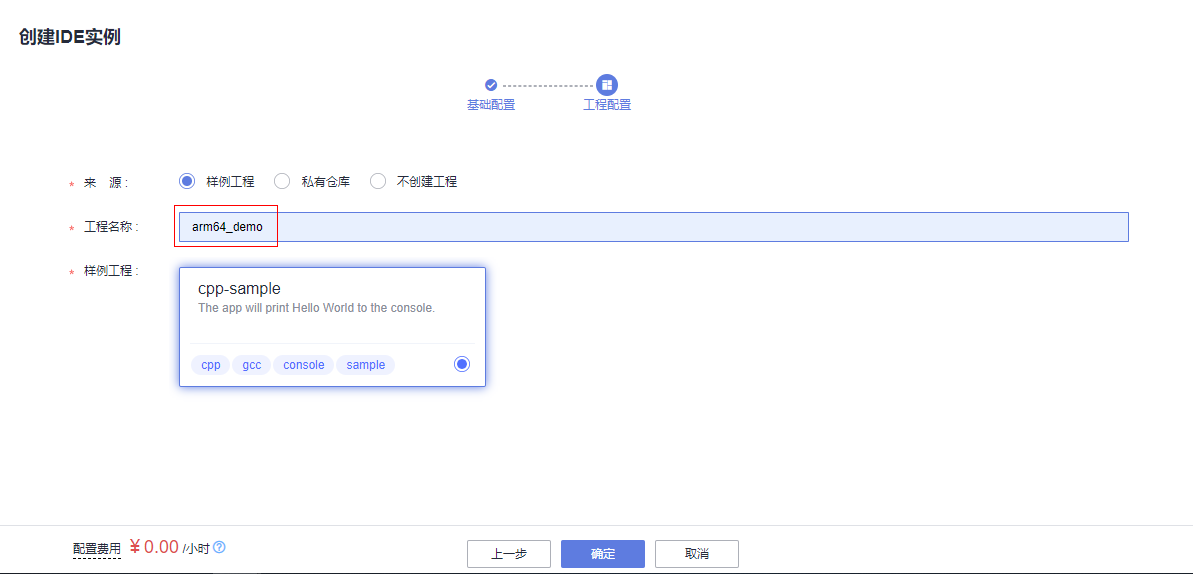 创建IDE实例
基础配置 工程配置
* 来 源 : 样例工程 私有仓库 不创建工程
* 工程名称 : arm64_demo
* 样例工程 : cpp-sample
The app will print Hello World to the console.
cpp gcc console sample
配置费用 ¥0.00 /小时 ? 上一步 确定 取消